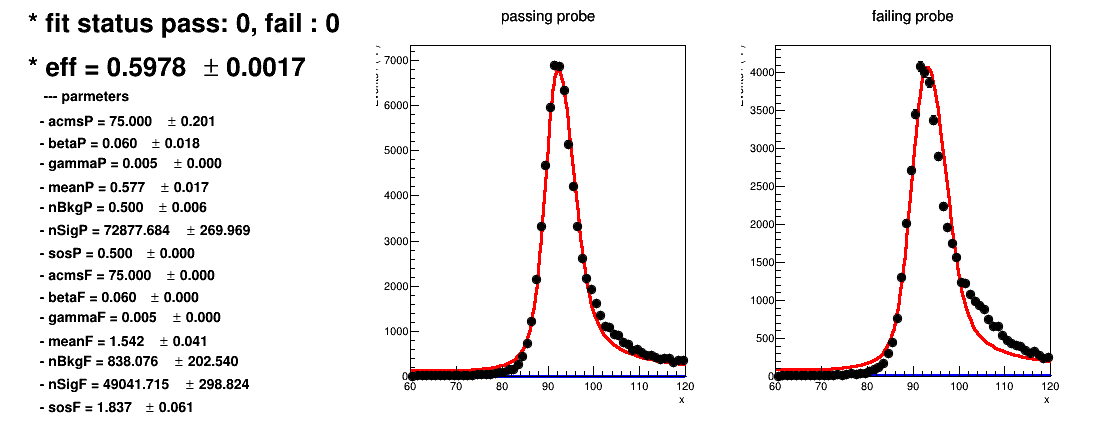 * fit status pass: 0, fail : 0
* eff = 0.5978 ± 0.0017
--- parmeters
- acmsP = 75.000 ± 0.201
- betaP = 0.060 ± 0.018
- gammaP = 0.005 ± 0.000
- meanP = 0.577 ± 0.017
- nBkgP = 0.500 ± 0.006
- nSigP = 72877.684 ± 269.969
- sosP = 0.500 ± 0.000
- acmsF = 75.000 ± 0.000
- betaF = 0.060 ± 0.000
- gammaF = 0.005 ± 0.000
- meanF = 1.542 ± 0.041
- nBkgF = 838.076 ± 202.540
- nSigF = 49041.715 ± 298.824
- sosF = 1.837 ± 0.061
passing probe
7000
6000
5000
4000
3000
2000
1000
0
60 70 80 90 100 110 120
x
failing probe
4000
3500
3000
2500
2000
1500
1000
500
0
60 70 80 90 100 110 120
x